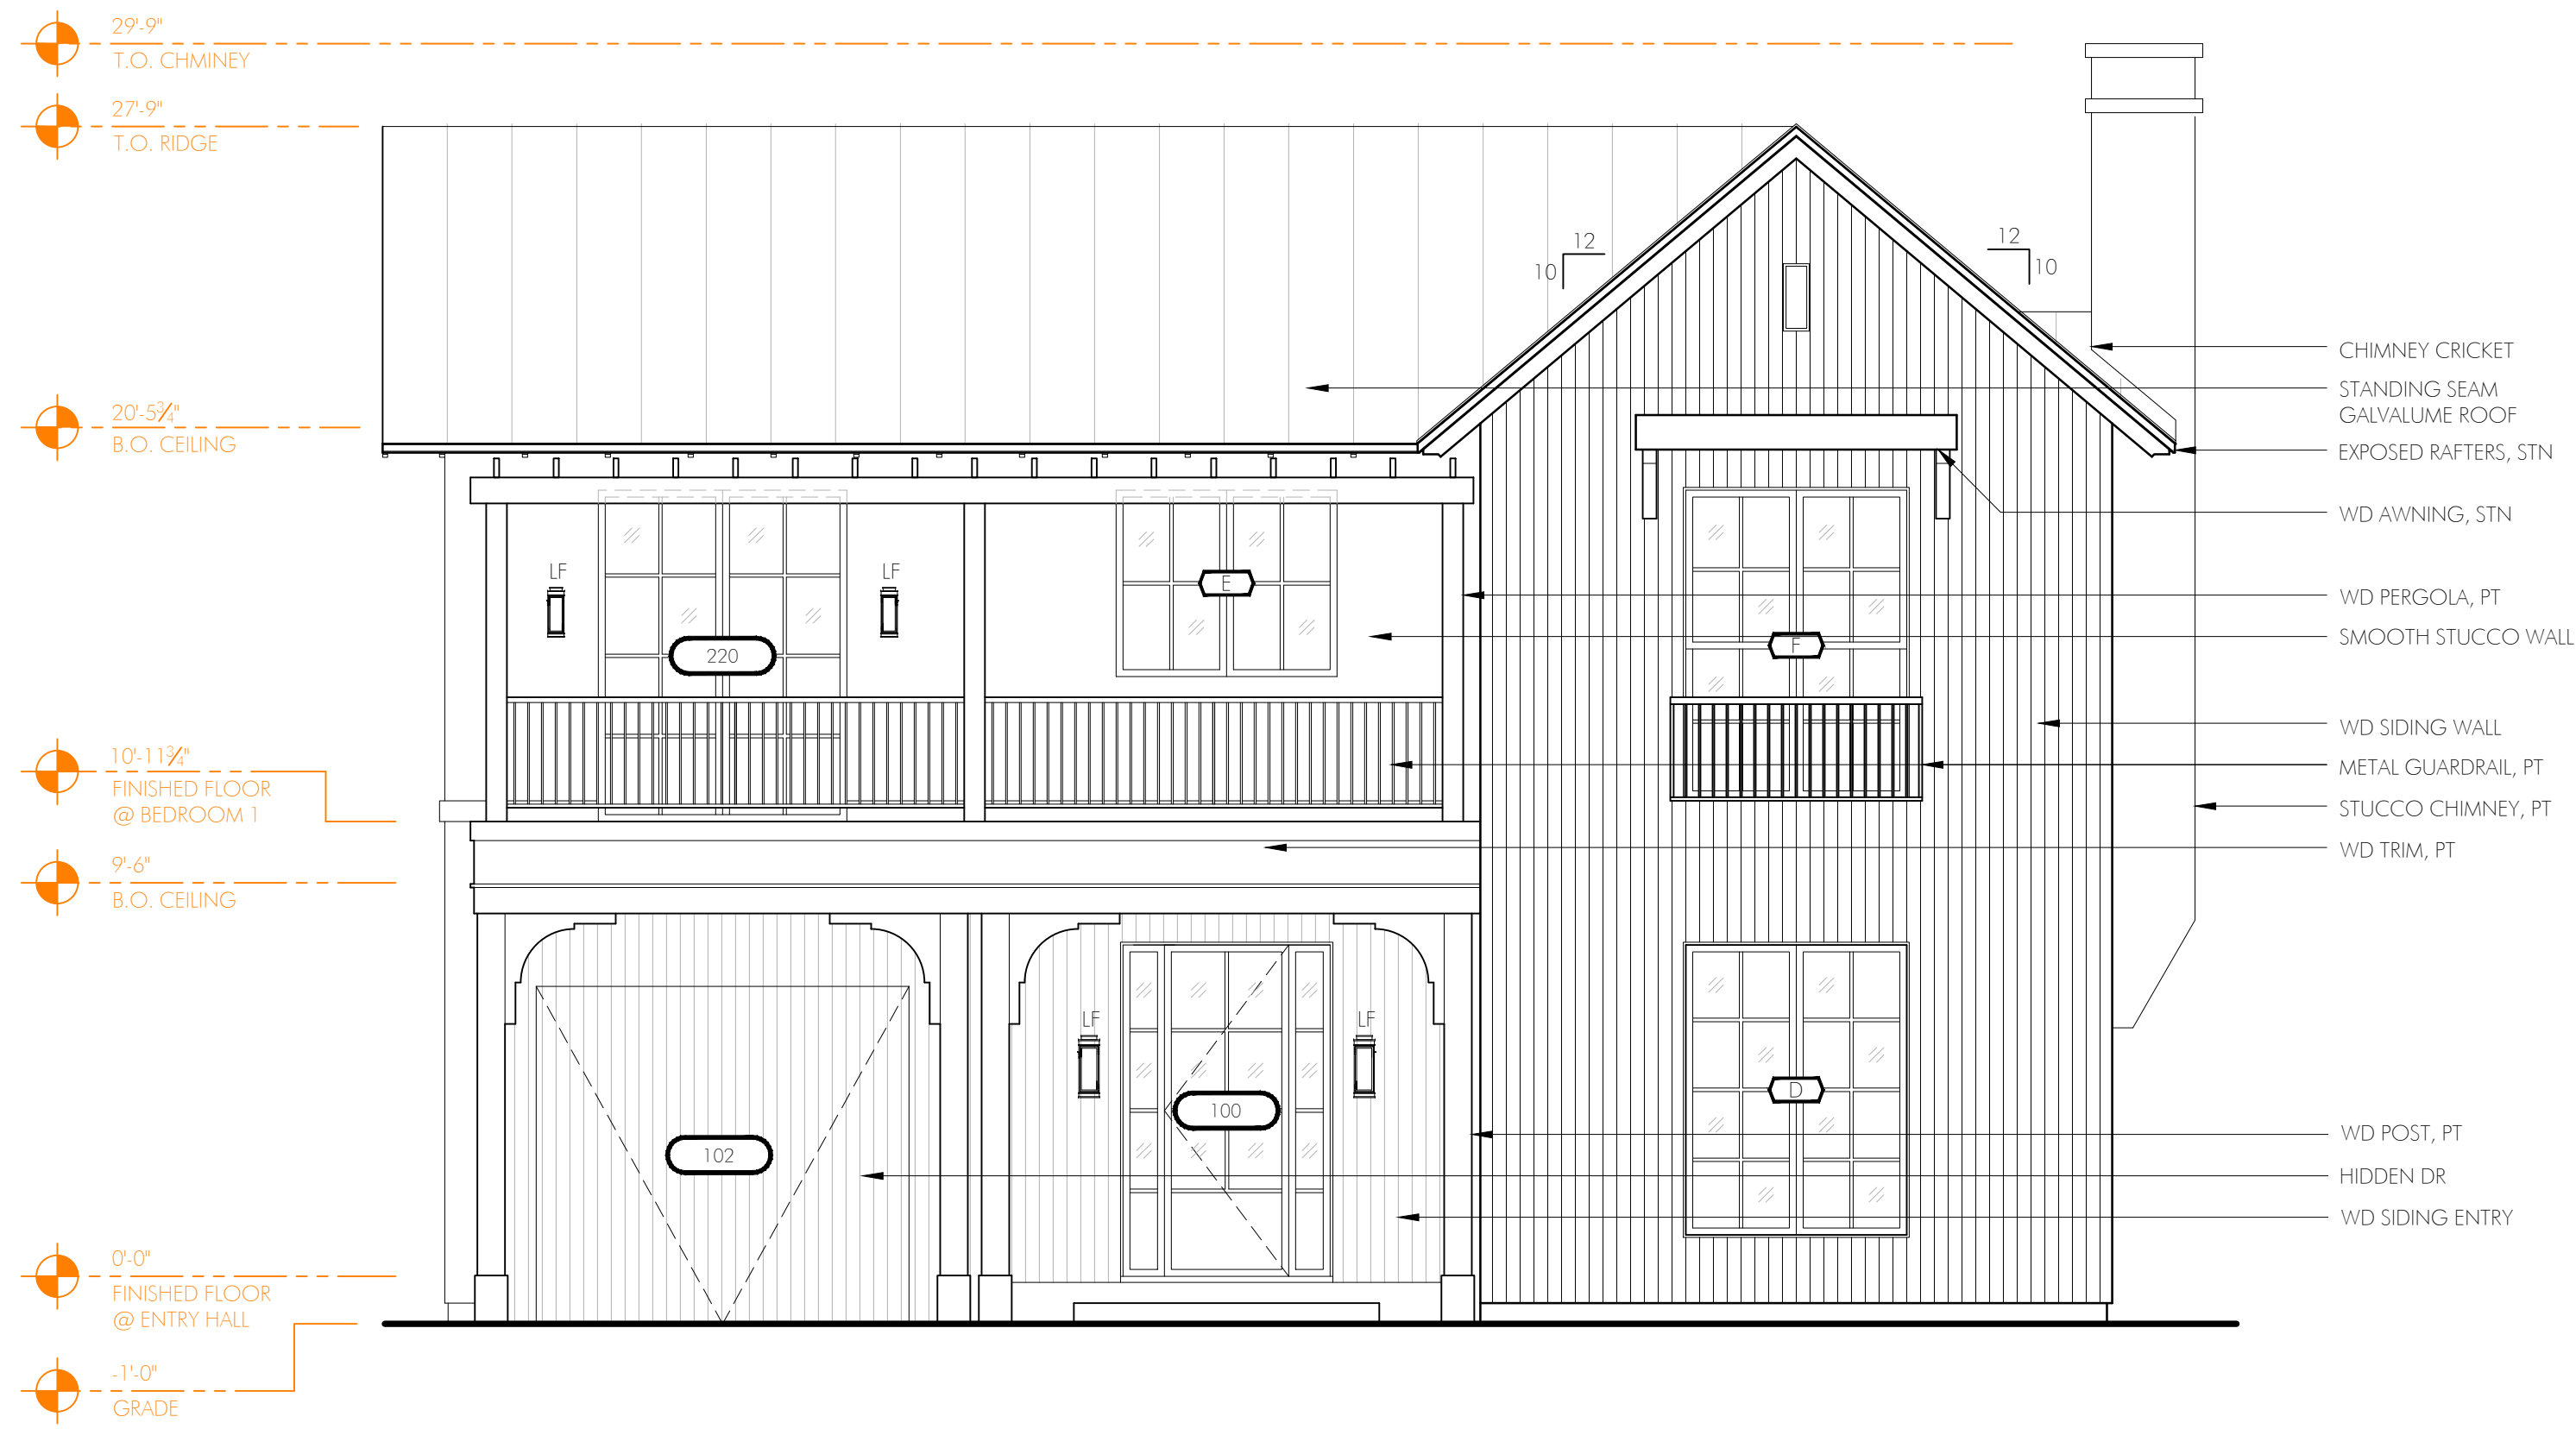 29'-9"
T.O. CHMINEY
27'-9"
T.O. RIDGE
12
10
12
10
CHIMNEY CRICKET
STANDING SEAM
GALVALUME ROOF
20'-5¾"
B.O. CEILING
EXPOSED RAFTERS, STN
WD AWNING, STN
LF
LF
E
WD PERGOLA, PT
SMOOTH STUCCO WALL
220
F
WD SIDING WALL
10'-11¾"
FINISHED FLOOR
@ BEDROOM 1
METAL GUARDRAIL, PT
STUCCO CHIMNEY, PT
WD TRIM, PT
9'-6"
B.O. CEILING
LF
LF
D
100
WD POST, PT
102
HIDDEN DR
WD SIDING ENTRY
0'-0"
FINISHED FLOOR
@ ENTRY HALL
-1'-0"
GRADE